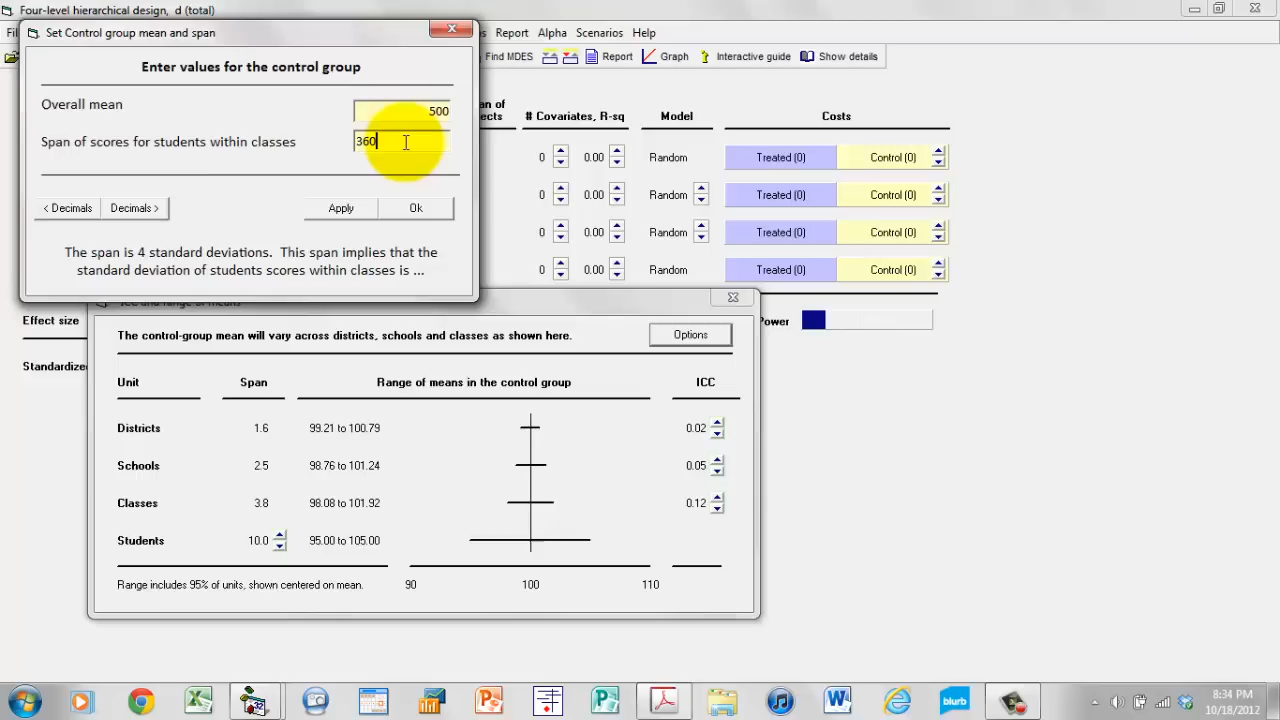 Four-level hierarchical design, d (total)
Set Control group mean and span
Report Alpha Scenarios Help
Find MDES Report Graph Interactive guide Show details
Enter values for the control group
Overall mean 500
Span of scores for students within classes 360
< Decimals Decimals > Apply Ok
The span is 4 standard deviations. This span implies that the
standard deviation of students scores within classes is ...
# Covariates, R-sq Model Costs
0 0.00 Random Treated (0) Control (0)
0 0.00 Random Treated (0) Control (0)
0 0.00 Random Treated (0) Control (0)
0 0.00 Random Treated (0) Control (0)
Effect size
Power
Standardized
The control-group mean will vary across districts, schools and classes as shown here. Options
Unit Span Range of means in the control group ICC
Districts 1.6 99.21 to 100.79 0.02
Schools 2.5 98.76 to 101.24 0.05
Classes 3.8 98.08 to 101.92 0.12
Students 10.0 95.00 to 105.00
Range includes 95% of units, shown centered on mean. 90 100 110
blurb
8:34 PM
10/18/2012